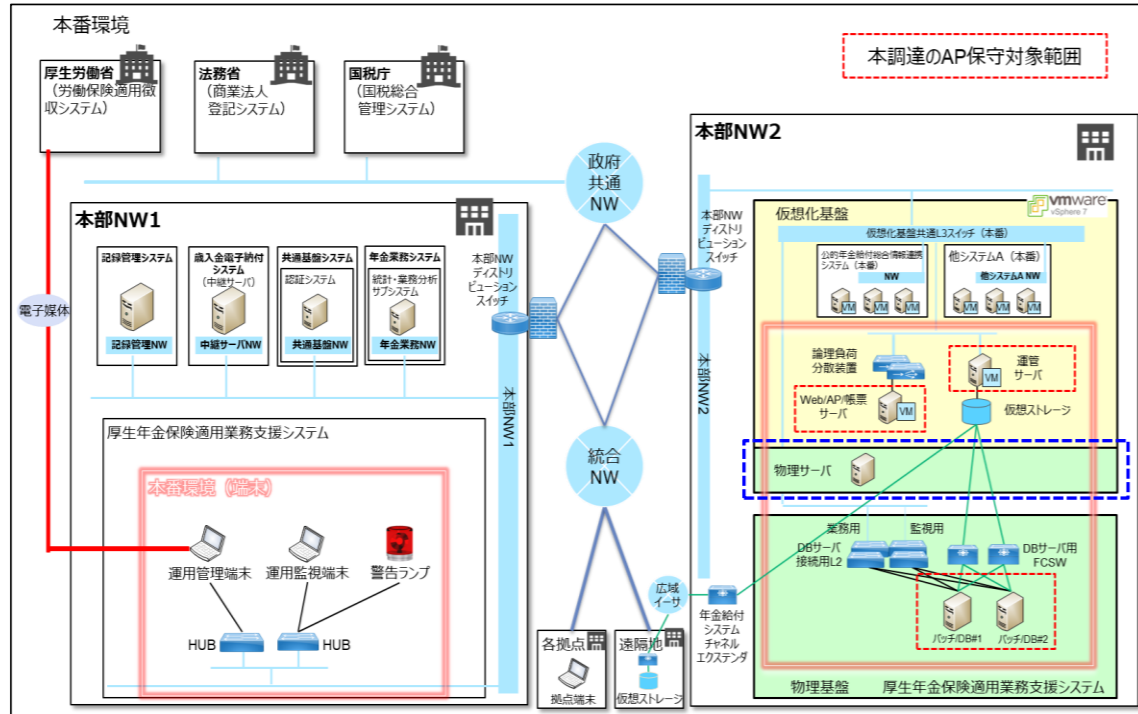 本番環境
本調達のAP保守対象範囲
厚生労働省
（労働保険適用徴
収システム）
法務省
（商業法人
登記システム）
国税庁
（国税総合
管理システム）
政府
共通
NW
電子媒体
本部NW1
記録管理システム
記録管理NW
歳入金電子納付
システム
（中継サーバ）
中継サーバNW
共通基盤システム
認証システム
共通基盤NW
年金業務システム
統計・業務分析
サブシステム
年金業務NW
本部NW
ディストリ
ビューション
スイッチ
本部NW1
厚生年金保険適用業務支援システム
本番環境（端末）
運用管理端末
運用監視端末
警告ランプ
HUB
HUB
統合
NW
各拠点
拠点端末
遠隔地
仮想ストレージ
広域
イーサ
年金給付
システム
チャネル
エクステンダ
本部NW2
本部NW
ディストリ
ビューション
スイッチ
本部NW2
vmware
vSphere 7
仮想化基盤
仮想化基盤共通L3スイッチ（本番）
公的年金給付総合情報連携
システム（本番）
NW
VM
VM
VM
他システムA（本番）
他システムA NW
VM
VM
VM
論理負荷
分散装置
Web/AP/帳票
サーバ
VM
運管
サーバ
VM
仮想ストレージ
物理サーバ
業務用
監視用
DBサーバ
接続用L2
DBサーバ用
FCSW
バッチ/DB#1
バッチ/DB#2
物理基盤
厚生年金保険適用業務支援システム